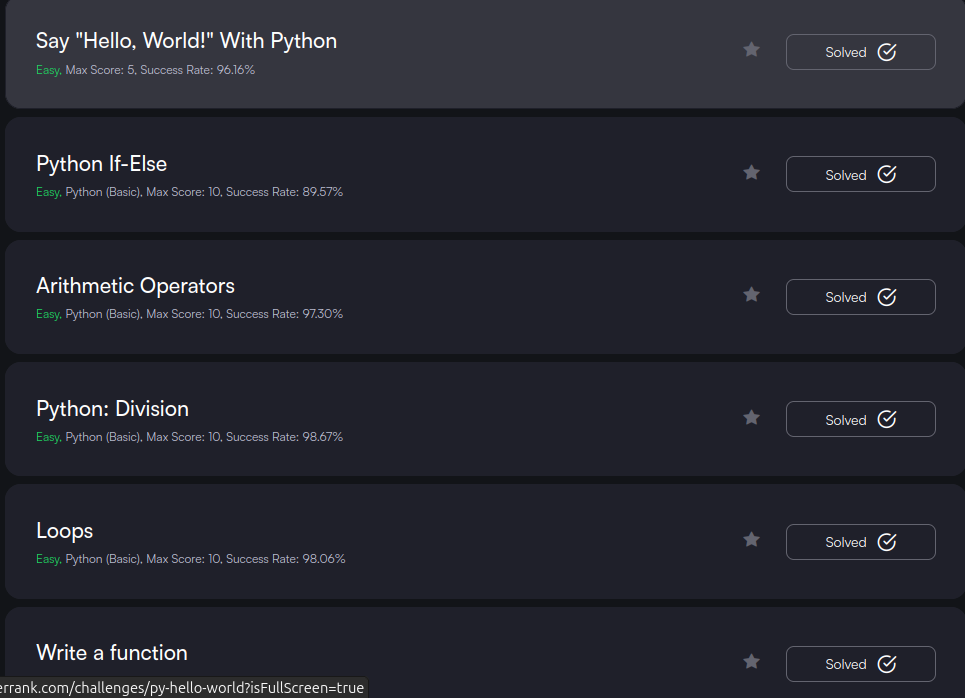 Say "Hello, World!" With Python
Solved
Easy, Max Score: 5, Success Rate: 96.16%
Python If-Else
Solved
Easy, Python (Basic), Max Score: 10, Success Rate: 89.57%
Arithmetic Operators
Solved
Easy, Python (Basic), Max Score: 10, Success Rate: 97.30%
Python: Division
Solved
Easy, Python (Basic), Max Score: 10, Success Rate: 98.67%
Loops
Solved
Easy, Python (Basic), Max Score: 10, Success Rate: 98.06%
Write a function
Solved
errank.com/challenges/py-hello-world?isFullScreen=true